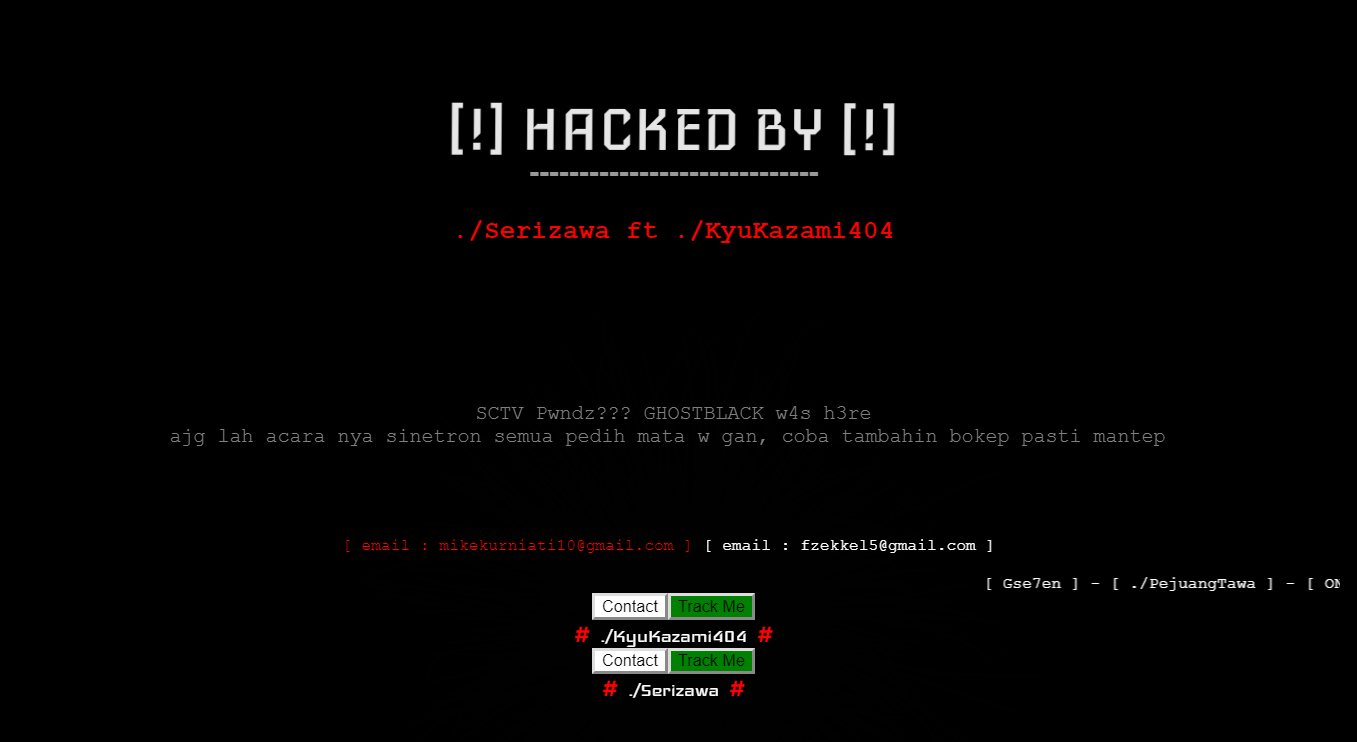 [!] HACKED BY [!]
-----------------------------
./Serizawa ft ./KyuKazami404
SCTV Pwndz??? GHOSTBLACK w4s h3re
ajg lah acara nya sinetron semua pedih mata w gan, coba tambahin bokep pasti mantep
[ email : mikekurniati10@gmail.com ] [ email : fzekkel5@gmail.com ]
[ Gse7en ] - [ ./PejuangTawa ] - [
Contact Track Me
# ./KyuKazami404 #
Contact Track Me
# ./Serizawa #